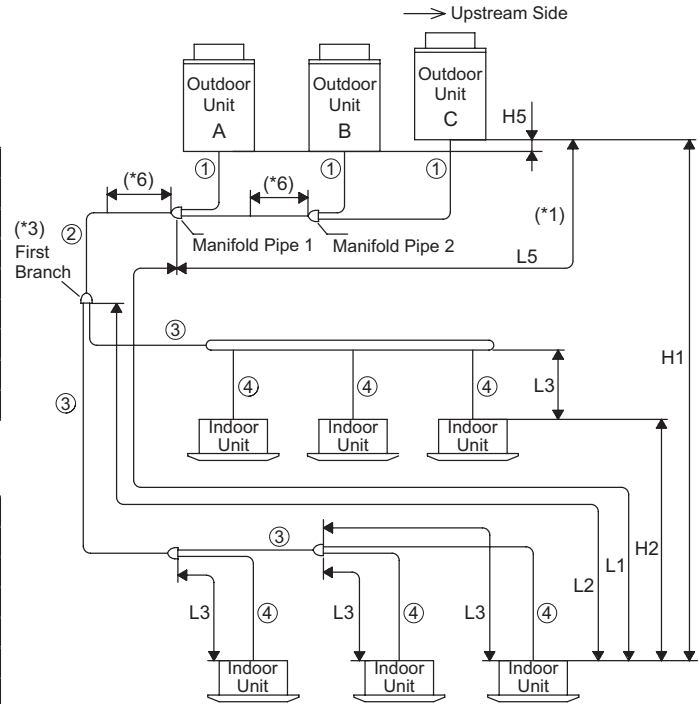 Upstream Side
Outdoor
Unit
A
Outdoor
Unit
B
Outdoor
Unit
C
H5
①
①
①
(*6)
(*6)
(*1)
(*3)
②
First
Branch
Manifold Pipe 1
Manifold Pipe 2
L5
③
H1
④
④
④
L3
③
Indoor
Unit
Indoor
Unit
Indoor
Unit
③
H2
L1
L2
L3
④
L3
④
L3
④
Indoor
Unit
Indoor
Unit
Indoor
Unit